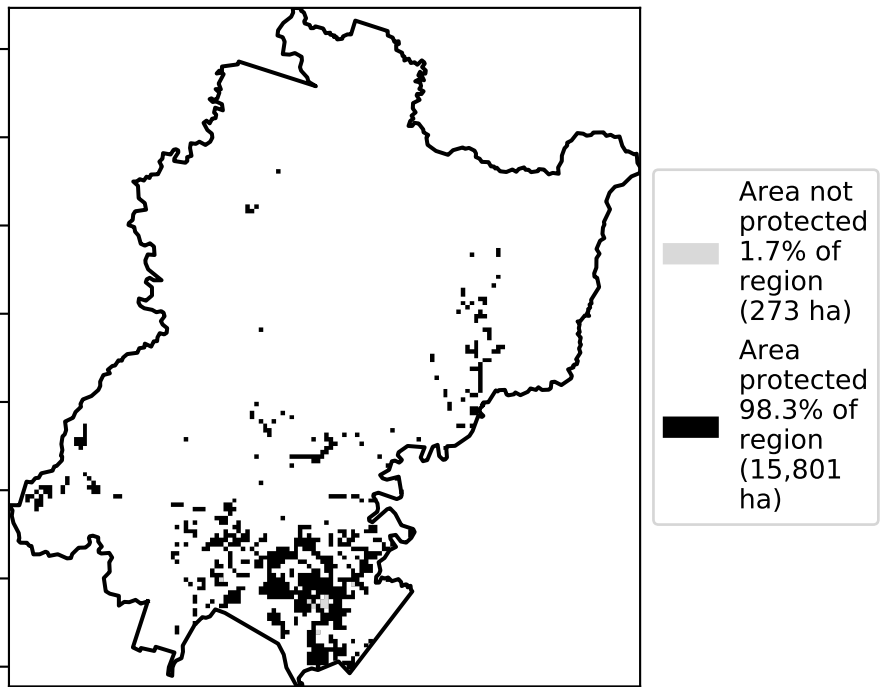 Area not
protected
1.7% of
region
(273 ha)
Area
protected
98.3% of
region
(15,801
ha)